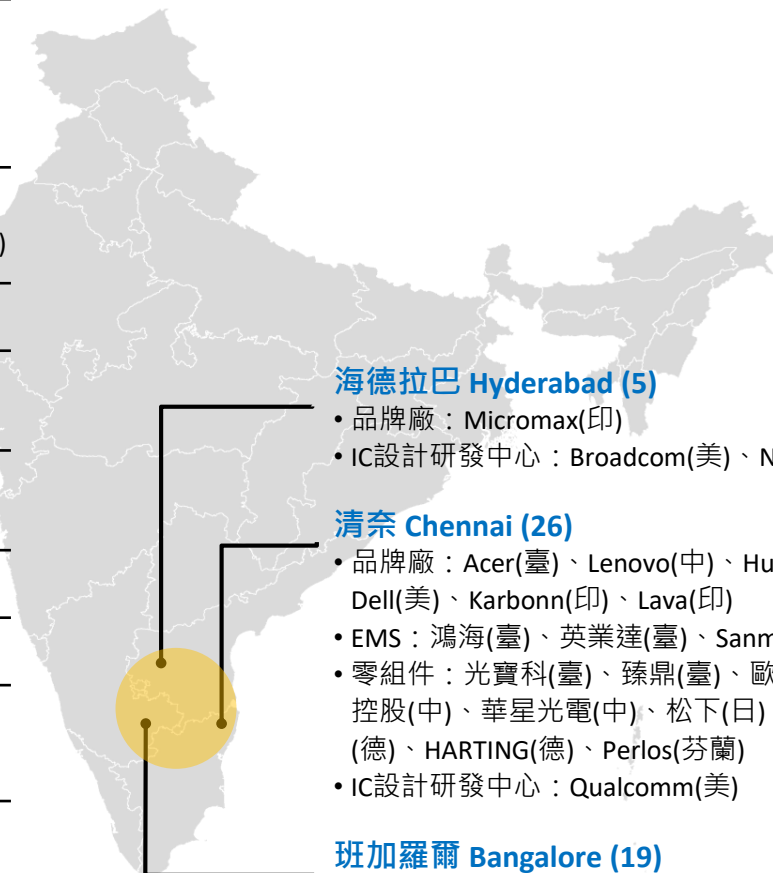 )
海德拉巴 Hyderabad (5)
• 品牌廠：Micromax(印)
• IC設計研發中心：Broadcom(美)、N
清奈 Chennai (26)
• 品牌廠：Acer(臺)、Lenovo(中)、Hu
Dell(美)、Karbonn(印)、Lava(印)
• EMS：鴻海(臺)、英業達(臺)、Sanm
• 零組件：光寶科(臺)、臻鼎(臺)、歐
控股(中)、華星光電(中)、松下(日)
(德)、HARTING(德)、Perlos(芬蘭)
• IC設計研發中心：Qualcomm(美)
班加羅爾 Bangalore (19)